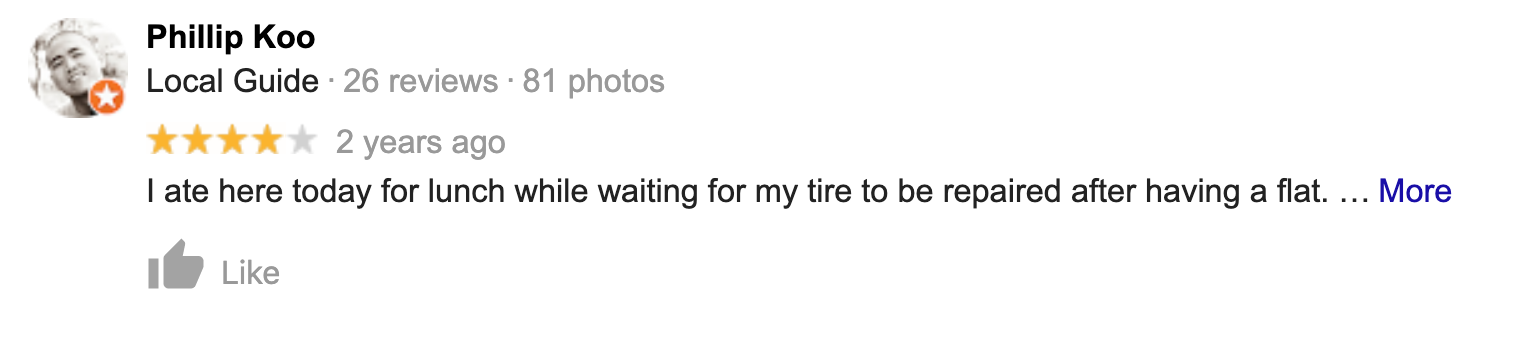 Phillip Koo
Local Guide · 26 reviews · 81 photos
2 years ago
I ate here today for lunch while waiting for my tire to be repaired after having a flat. … More
Like